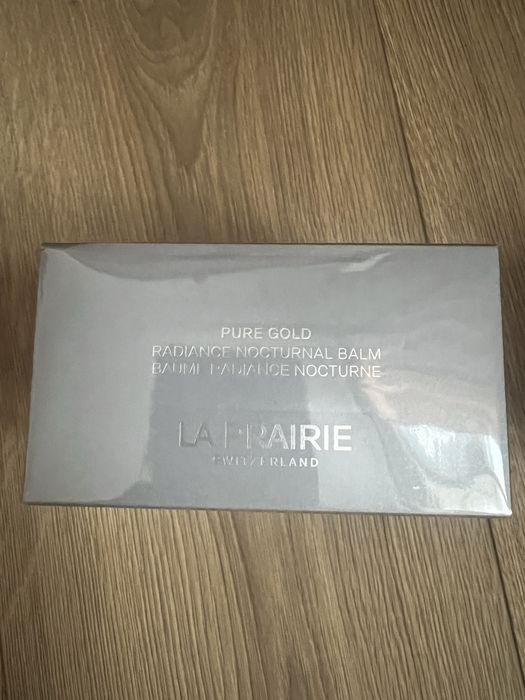 PURE GOLD
RADIANCE NOCTURNAL BALM
BAUME RADIANCE NOCTURNE
LA PRAIRIE
SWITZERLAND